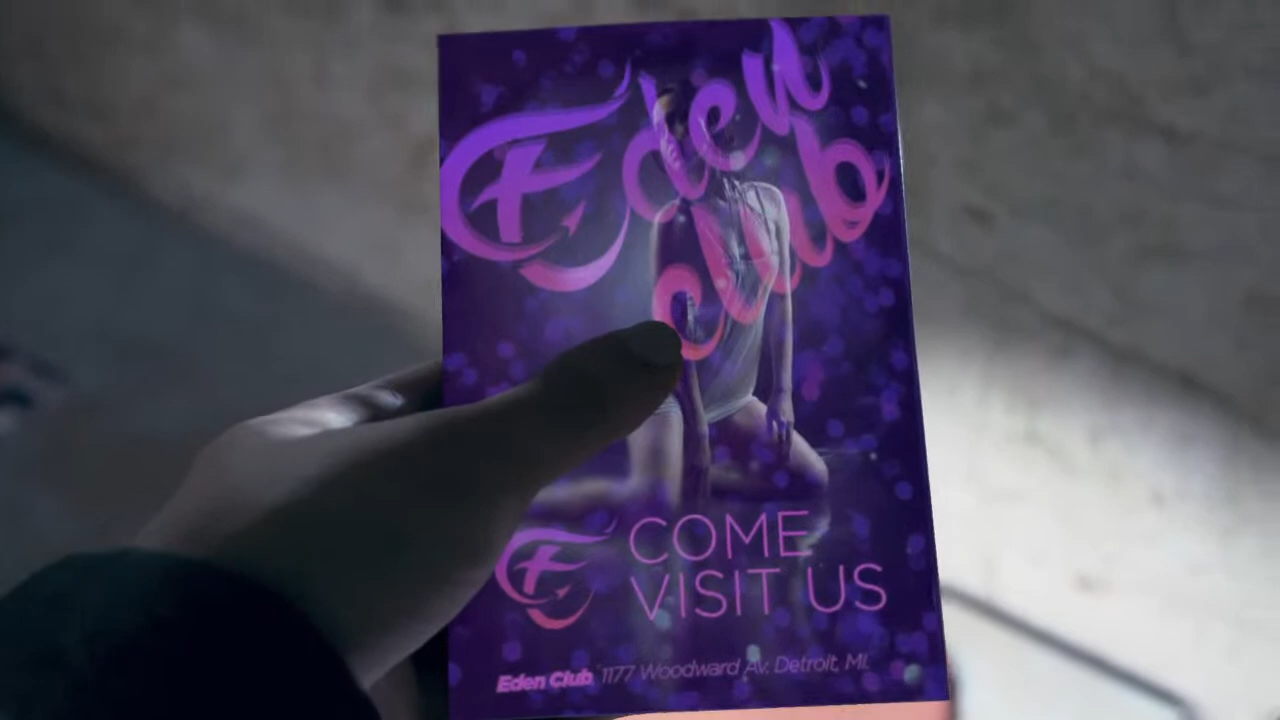 Eden
club
COME
VISIT US
Eden Club 1177 Woodward Av. Detroit, MI.